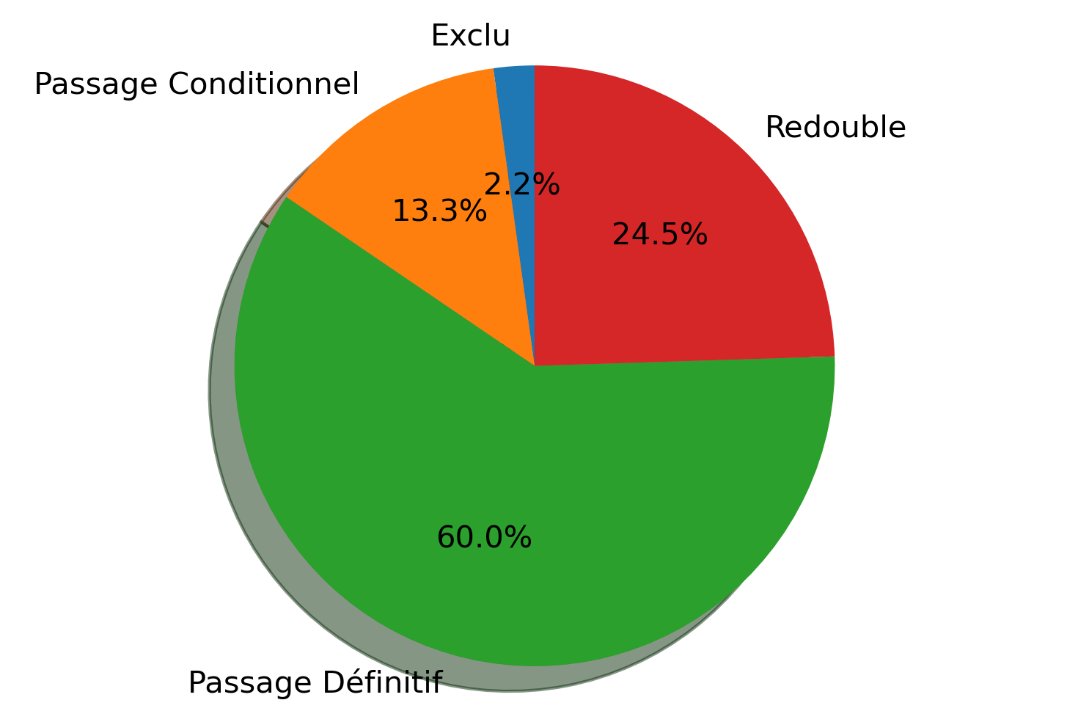 Exclu
Passage Conditionnel
Redouble
2.2%
13.3%
24.5%
60.0%
Passage Définitif